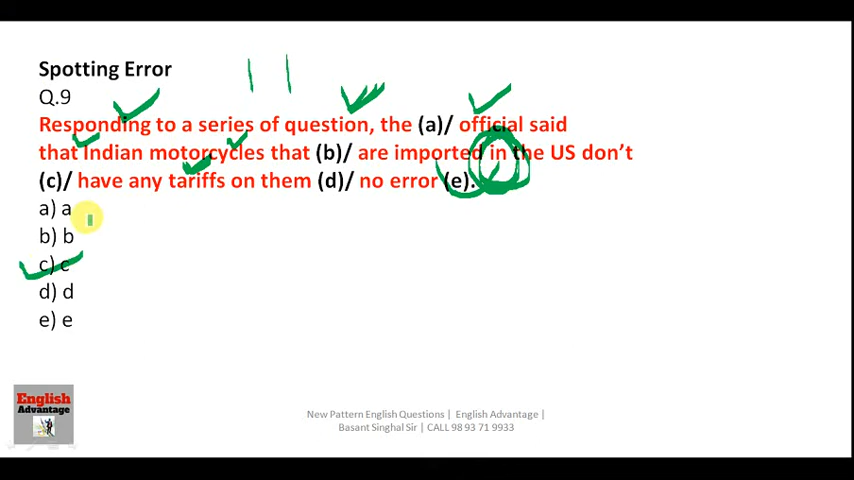 Spotting Error
Q.9
Responding to a series of question, the (a)/ official said
that Indian motorcycles that (b)/ are imported in the US don't
(c)/ have any tariffs on them (d)/ no error (e).
a) a
b) b
c) c
d) d
e) e
English
Advantage
New Pattern English Questions | English Advantage |
Basant Singhal Sir | CALL 98 93 71 9933